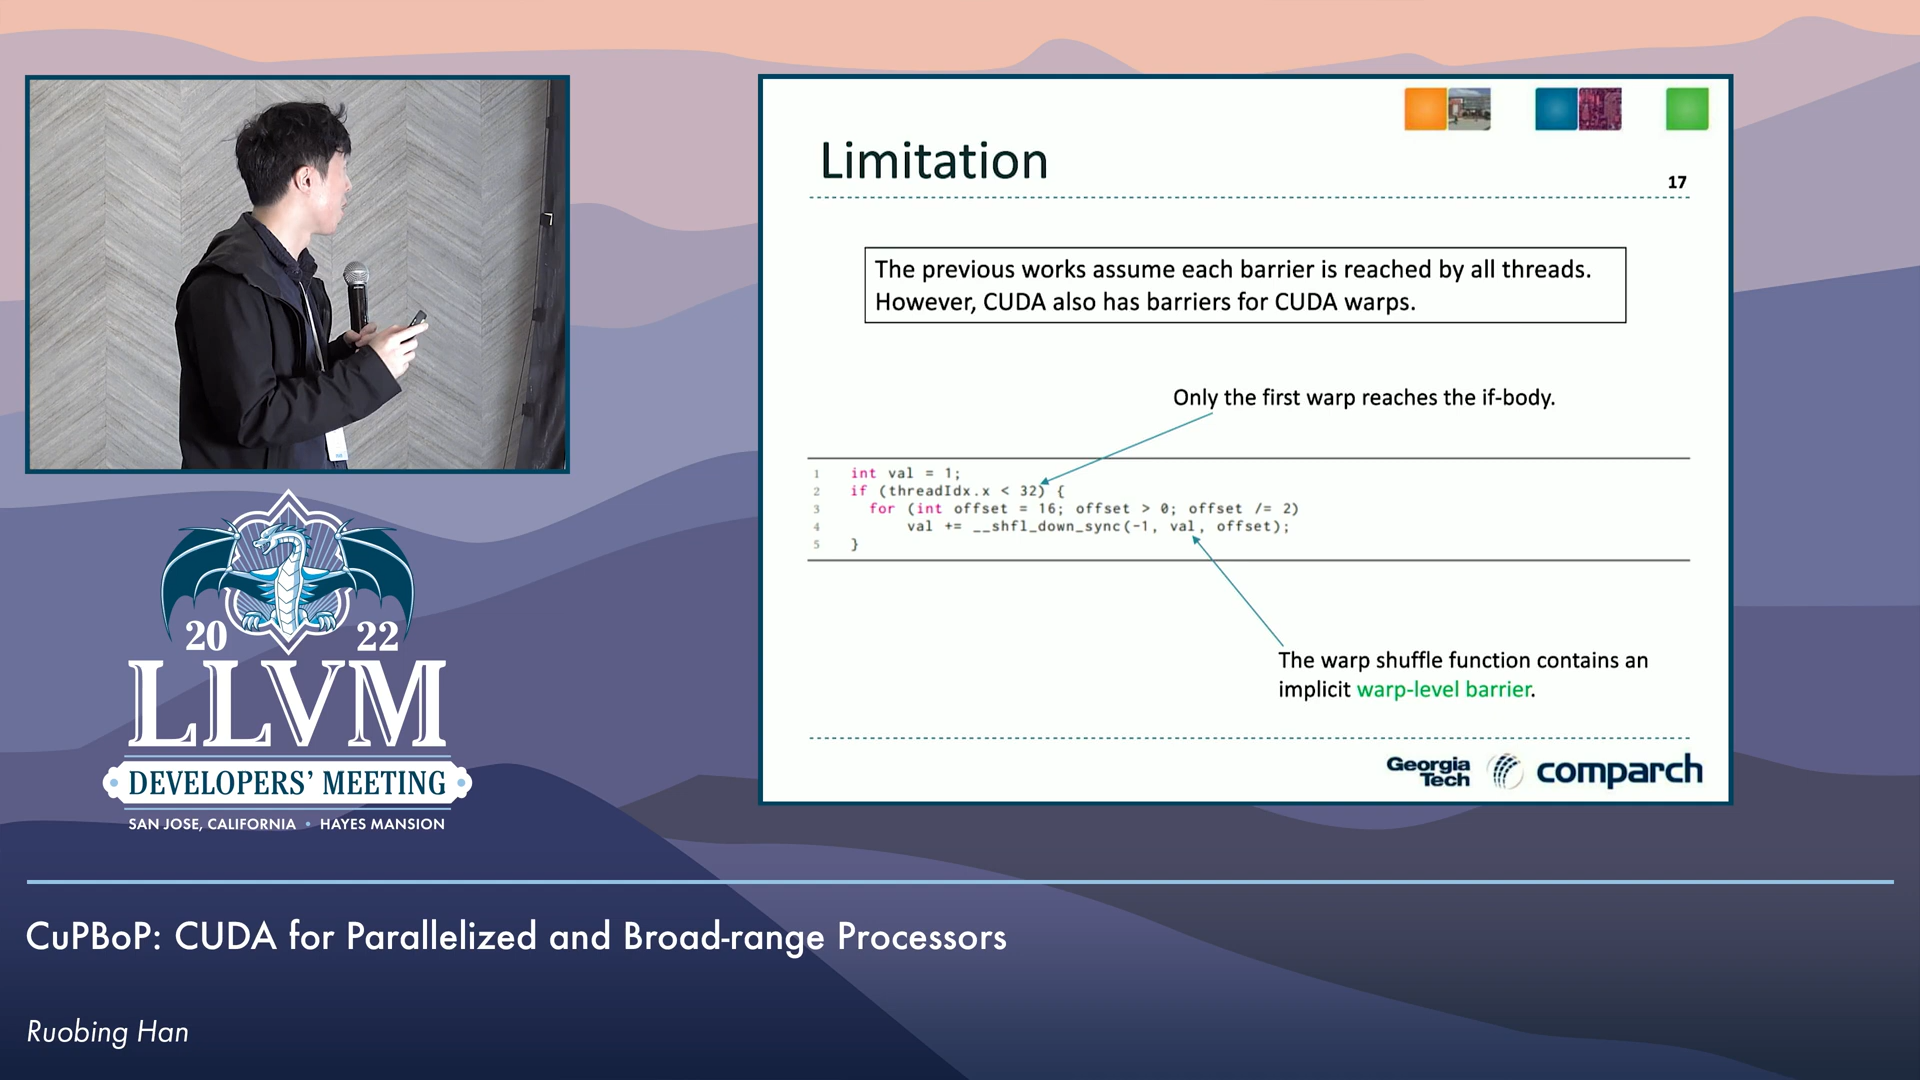 Limitation
17
The previous works assume each barrier is reached by all threads.
However, CUDA also has barriers for CUDA warps.
Only the first warp reaches the if-body.
1 int val = 1;
2 if (threadIdx.x < 32) {
3 for (int offset = 16; offset > 0; offset /= 2)
4 val += __shfl_down_sync(-1, val, offset);
5 }
The warp shuffle function contains an
implicit warp-level barrier.
Georgia
Tech
comparch
20 22
LLVM
DEVELOPERS' MEETING
SAN JOSE, CALIFORNIA • HAYES MANSION
CuPBoP: CUDA for Parallelized and Broad-range Processors
Ruobing Han